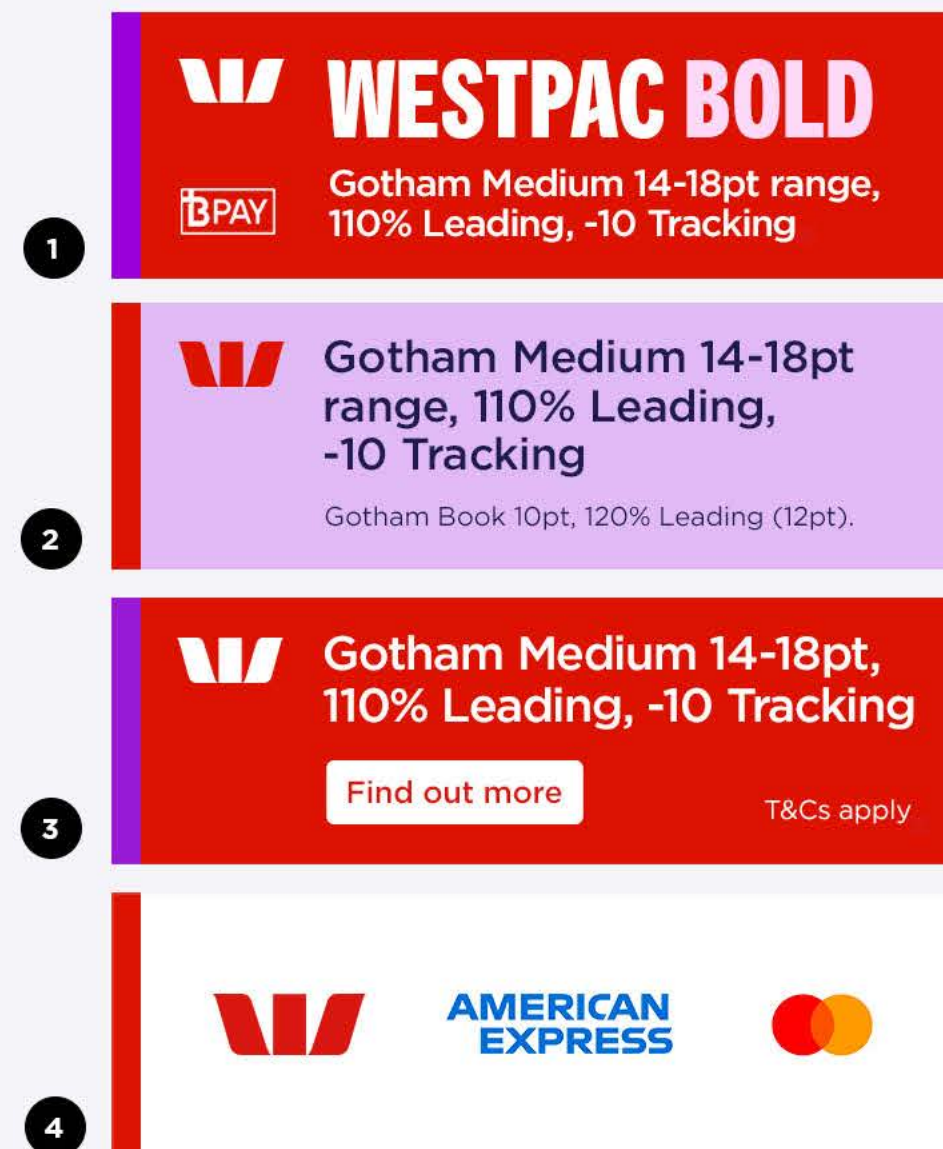 WESTPAC BOLD
BPAY
Gotham Medium 14-18pt range,
110% Leading, -10 Tracking
1
Gotham Medium 14-18pt
range, 110% Leading,
-10 Tracking
Gotham Book 10pt, 120% Leading (12pt).
2
Gotham Medium 14-18pt,
110% Leading, -10 Tracking
Find out more
T&Cs apply
3
AMERICAN
EXPRESS
4